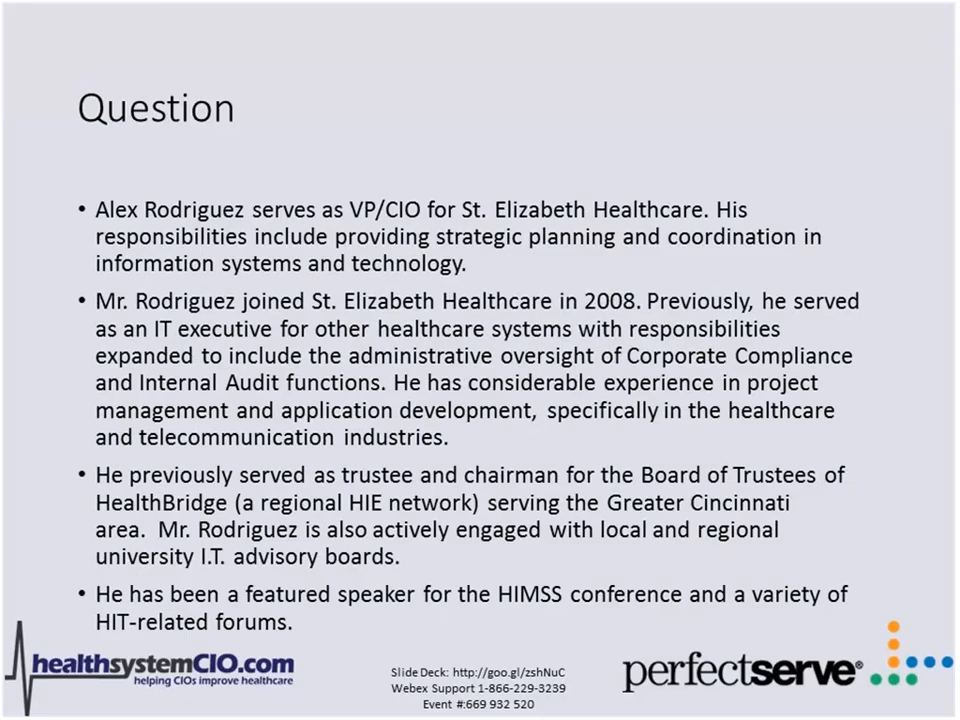 Question
• Alex Rodriguez serves as VP/CIO for St. Elizabeth Healthcare. His
responsibilities include providing strategic planning and coordination in
information systems and technology.
• Mr. Rodriguez joined St. Elizabeth Healthcare in 2008. Previously, he served
as an IT executive for other healthcare systems with responsibilities
expanded to include the administrative oversight of Corporate Compliance
and Internal Audit functions. He has considerable experience in project
management and application development, specifically in the healthcare
and telecommunication industries.
• He previously served as trustee and chairman for the Board of Trustees of
HealthBridge (a regional HIE network) serving the Greater Cincinnati
area. Mr. Rodriguez is also actively engaged with local and regional
university I.T. advisory boards.
• He has been a featured speaker for the HIMSS conference and a variety of
HIT-related forums.
healthsystemCIO.com
helping CIOs improve healthcare
Slide Deck: http://goo.gl/zshNuC
Webex Support 1-866-229-3239
Event #:669 932 520
perfectserve®